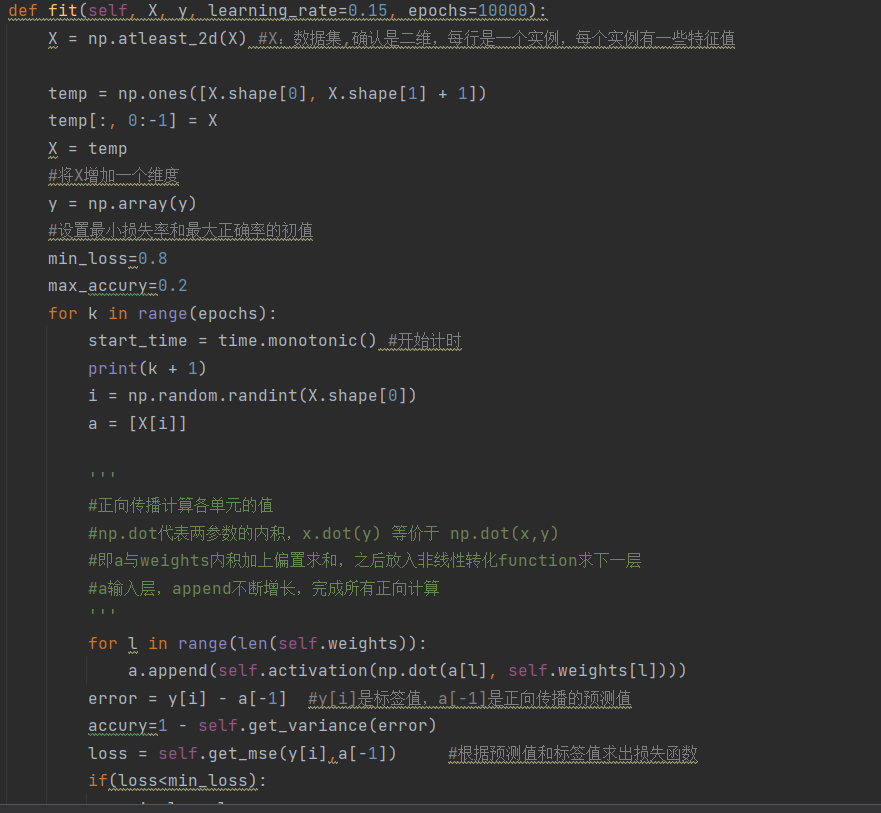 def fit(self, X, y, learning_rate=0.15, epochs=10000):
X = np.atleast_2d(X) #X：数据集,确认是二维，每行是一个实例，每个实例有一些特征值
temp = np.ones([X.shape[0], X.shape[1] + 1])
temp[:, 0:-1] = X
X = temp
#将X增加一个维度
y = np.array(y)
#设置最小损失率和最大正确率的初值
min_loss=0.8
max_accury=0.2
for k in range(epochs):
start_time = time.monotonic() #开始计时
print(k + 1)
i = np.random.randint(X.shape[0])
a = [X[i]]
'''
#正向传播计算各单元的值
#np.dot代表两参数的内积，x.dot(y) 等价于 np.dot(x,y)
#即a与weights内积加上偏置求和，之后放入非线性转化function求下一层
#a输入层，append不断增长，完成所有正向计算
'''
for l in range(len(self.weights)):
a.append(self.activation(np.dot(a[l], self.weights[l])))
error = y[i] - a[-1]  #y[i]是标签值，a[-1]是正向传播的预测值
accury=1 - self.get_variance(error)
loss = self.get_mse(y[i],a[-1])     #根据预测值和标签值求出损失函数
if(loss<min_loss):